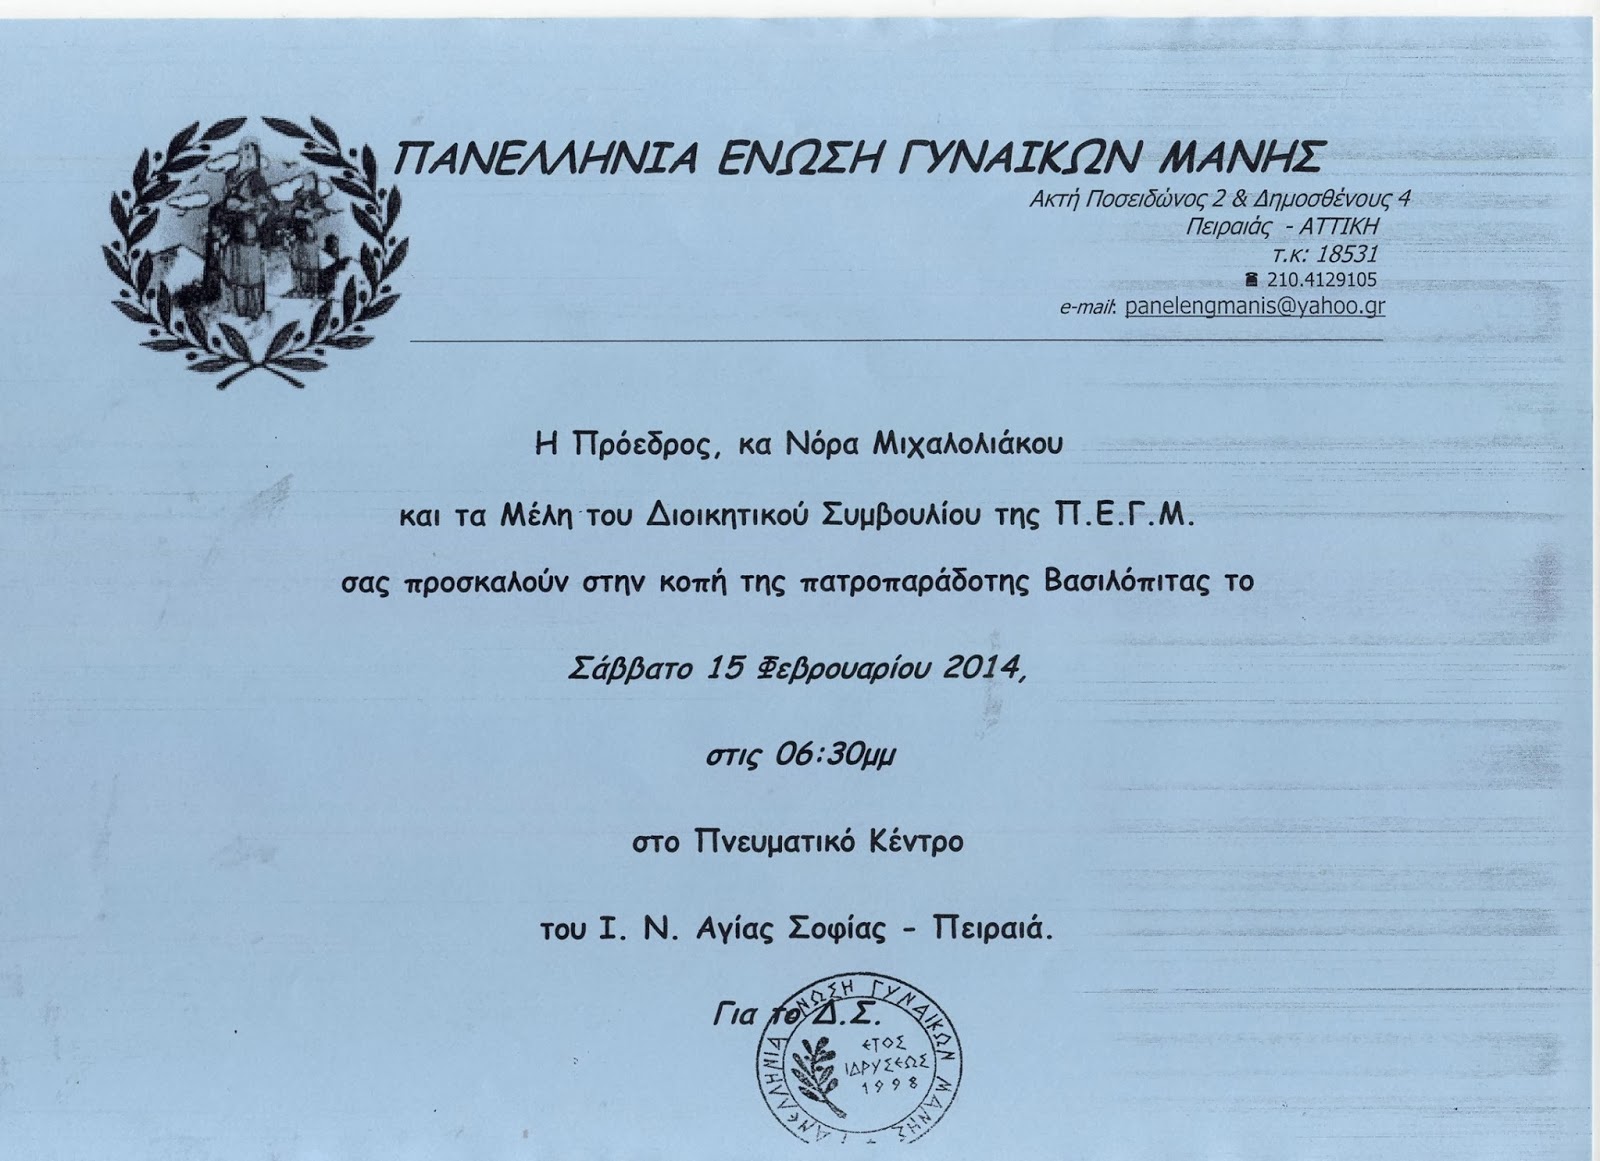 ΠΑΝΕΛΛΗΝΙΑ ΕΝΩΣΗ ΓΥΝΑΙΚΩΝ ΜΑΝΗΣ
Ακτή Ποσειδώνος 2 & Δημοσθένους 4
Πειραιάς - ΑΤΤΙΚΗ
τ.κ: 18531
☎ 210.4129105
e-mail: panelengmanis@yahoo.gr
Η Πρόεδρος, κα Νόρα Μιχαλολιάκου
και τα Μέλη του Διοικητικού Συμβουλίου της Π.Ε.Γ.Μ.
σας προσκαλούν στην κοπή της πατροπαράδοτης Βασιλόπιτας το
Σάββατο 15 Φεβρουαρίου 2014,
στις 06:30μμ
στο Πνευματικό Κέντρο
του Ι. Ν. Αγίας Σοφίας - Πειραιά.
Για το Δ.Σ.
ΠΑΝΕΛΛΗΝΙΑ ΕΝΩΣΗ ΓΥΝΑΙΚΩΝ ΜΑΝΗΣ
ΕΤΟΣ
ΙΔΡΥΣΕΩΣ
1998